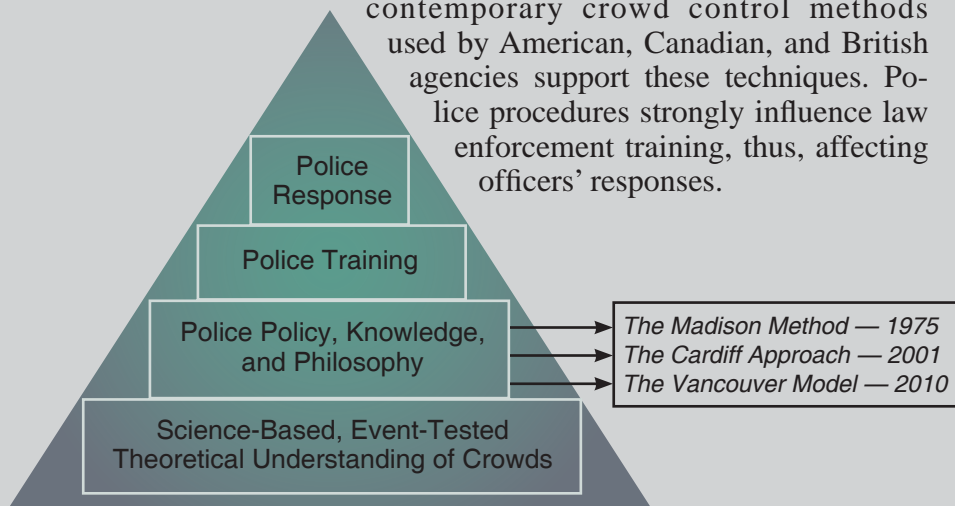 contemporary crowd control methods
used by American, Canadian, and British
agencies support these techniques. Po-
lice procedures strongly influence law
enforcement training, thus, affecting
officers’ responses.
Police
Response
Police Training
Police Policy, Knowledge,
and Philosophy
The Madison Method — 1975
The Cardiff Approach — 2001
The Vancouver Model — 2010
Science-Based, Event-Tested
Theoretical Understanding of Crowds